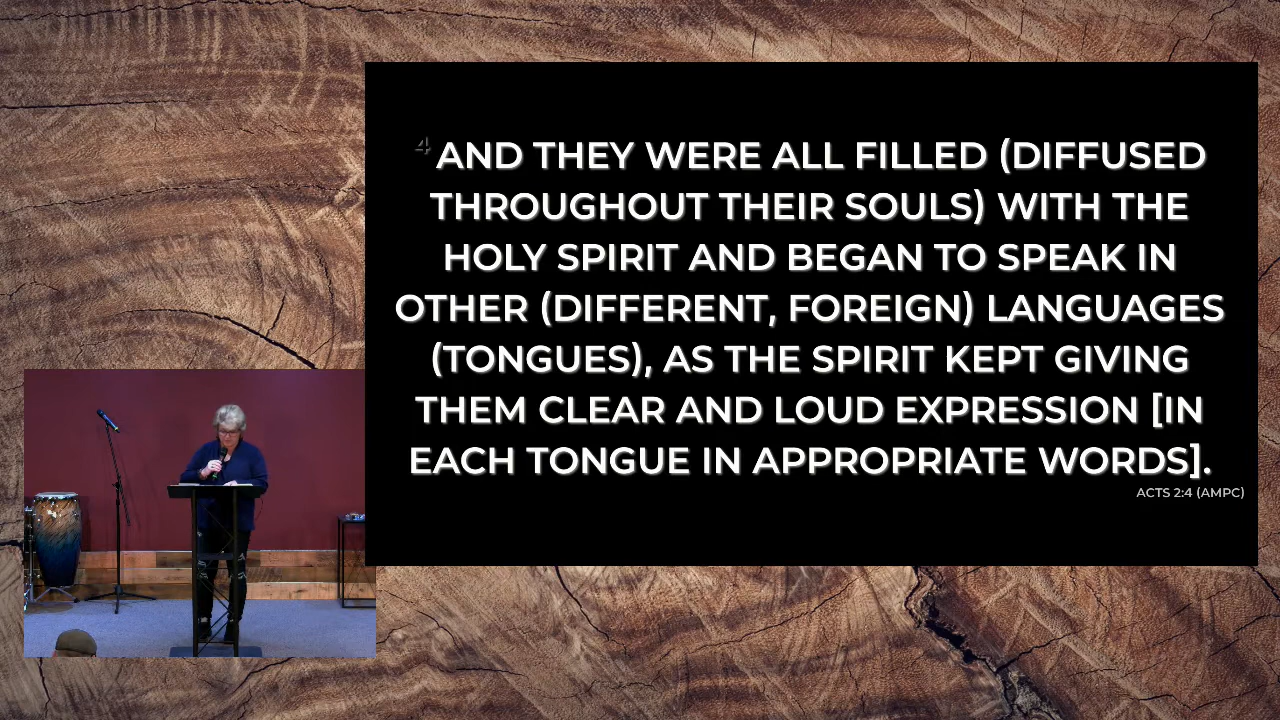 4 AND THEY WERE ALL FILLED (DIFFUSED
THROUGHOUT THEIR SOULS) WITH THE
HOLY SPIRIT AND BEGAN TO SPEAK IN
OTHER (DIFFERENT, FOREIGN) LANGUAGES
(TONGUES), AS THE SPIRIT KEPT GIVING
THEM CLEAR AND LOUD EXPRESSION [IN
EACH TONGUE IN APPROPRIATE WORDS].
ACTS 2:4 (AMPC)